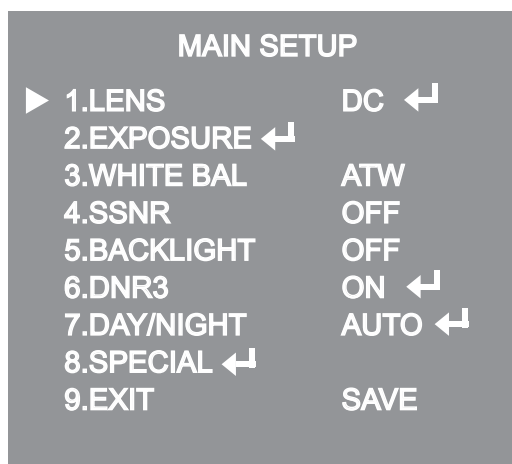 MAIN SETUP
1.LENS DC ↵
2.EXPOSURE ↵
3.WHITE BAL ATW
4.SSNR OFF
5.BACKLIGHT OFF
6.DNR3 ON ↵
7.DAY/NIGHT AUTO ↵
8.SPECIAL ↵
9.EXIT SAVE